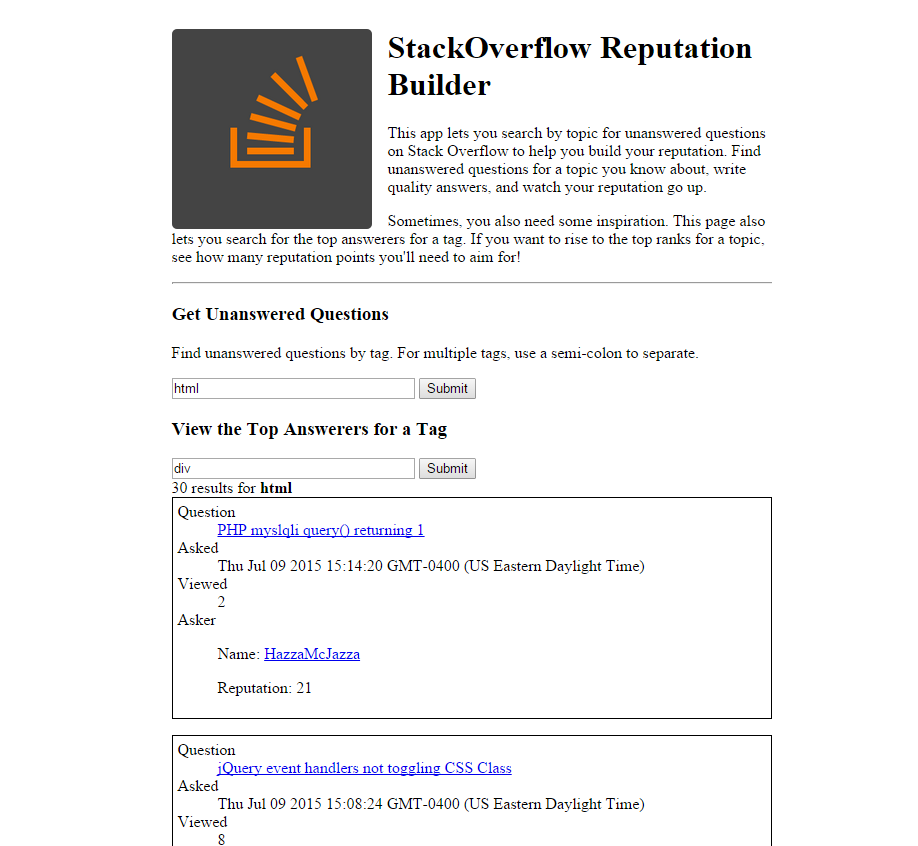 StackOverflow Reputation
Builder
This app lets you search by topic for unanswered questions
on Stack Overflow to help you build your reputation. Find
unanswered questions for a topic you know about, write
quality answers, and watch your reputation go up.
Sometimes, you also need some inspiration. This page also
lets you search for the top answerers for a tag. If you want to rise to the top ranks for a topic,
see how many reputation points you'll need to aim for!
Get Unanswered Questions
Find unanswered questions by tag. For multiple tags, use a semi-colon to separate.
html Submit
View the Top Answerers for a Tag
div Submit
30 results for html
Question
PHP myslqli query() returning 1
Asked
Thu Jul 09 2015 15:14:20 GMT-0400 (US Eastern Daylight Time)
Viewed
2
Asker
Name: HazzaMcJazza
Reputation: 21
Question
jQuery event handlers not toggling CSS Class
Asked
Thu Jul 09 2015 15:08:24 GMT-0400 (US Eastern Daylight Time)
Viewed
8